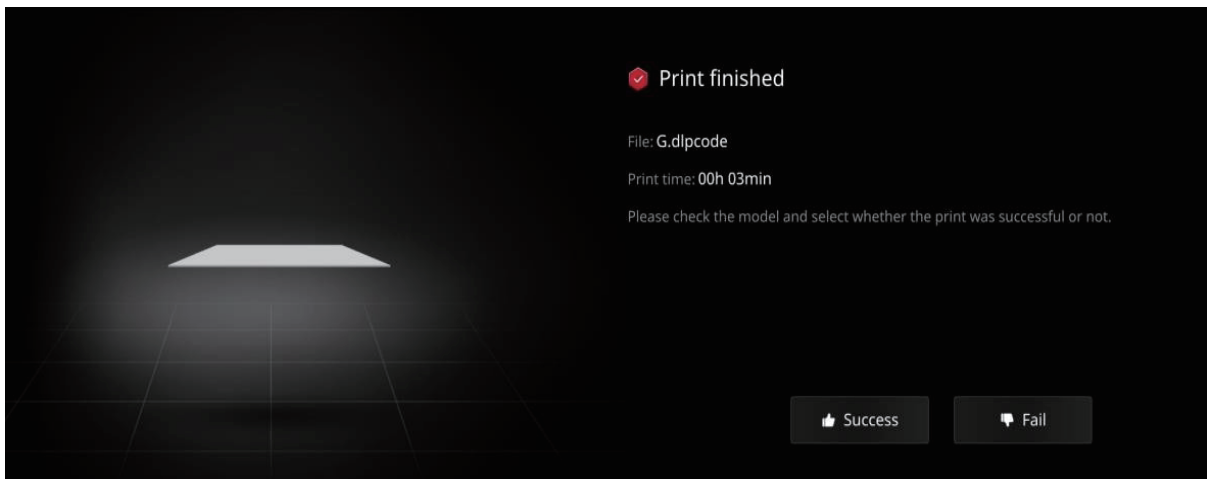 Print finished
File: G.dlpcode
Print time: 00h 03min
Please check the model and select whether the print was successful or not.
Success
Fail